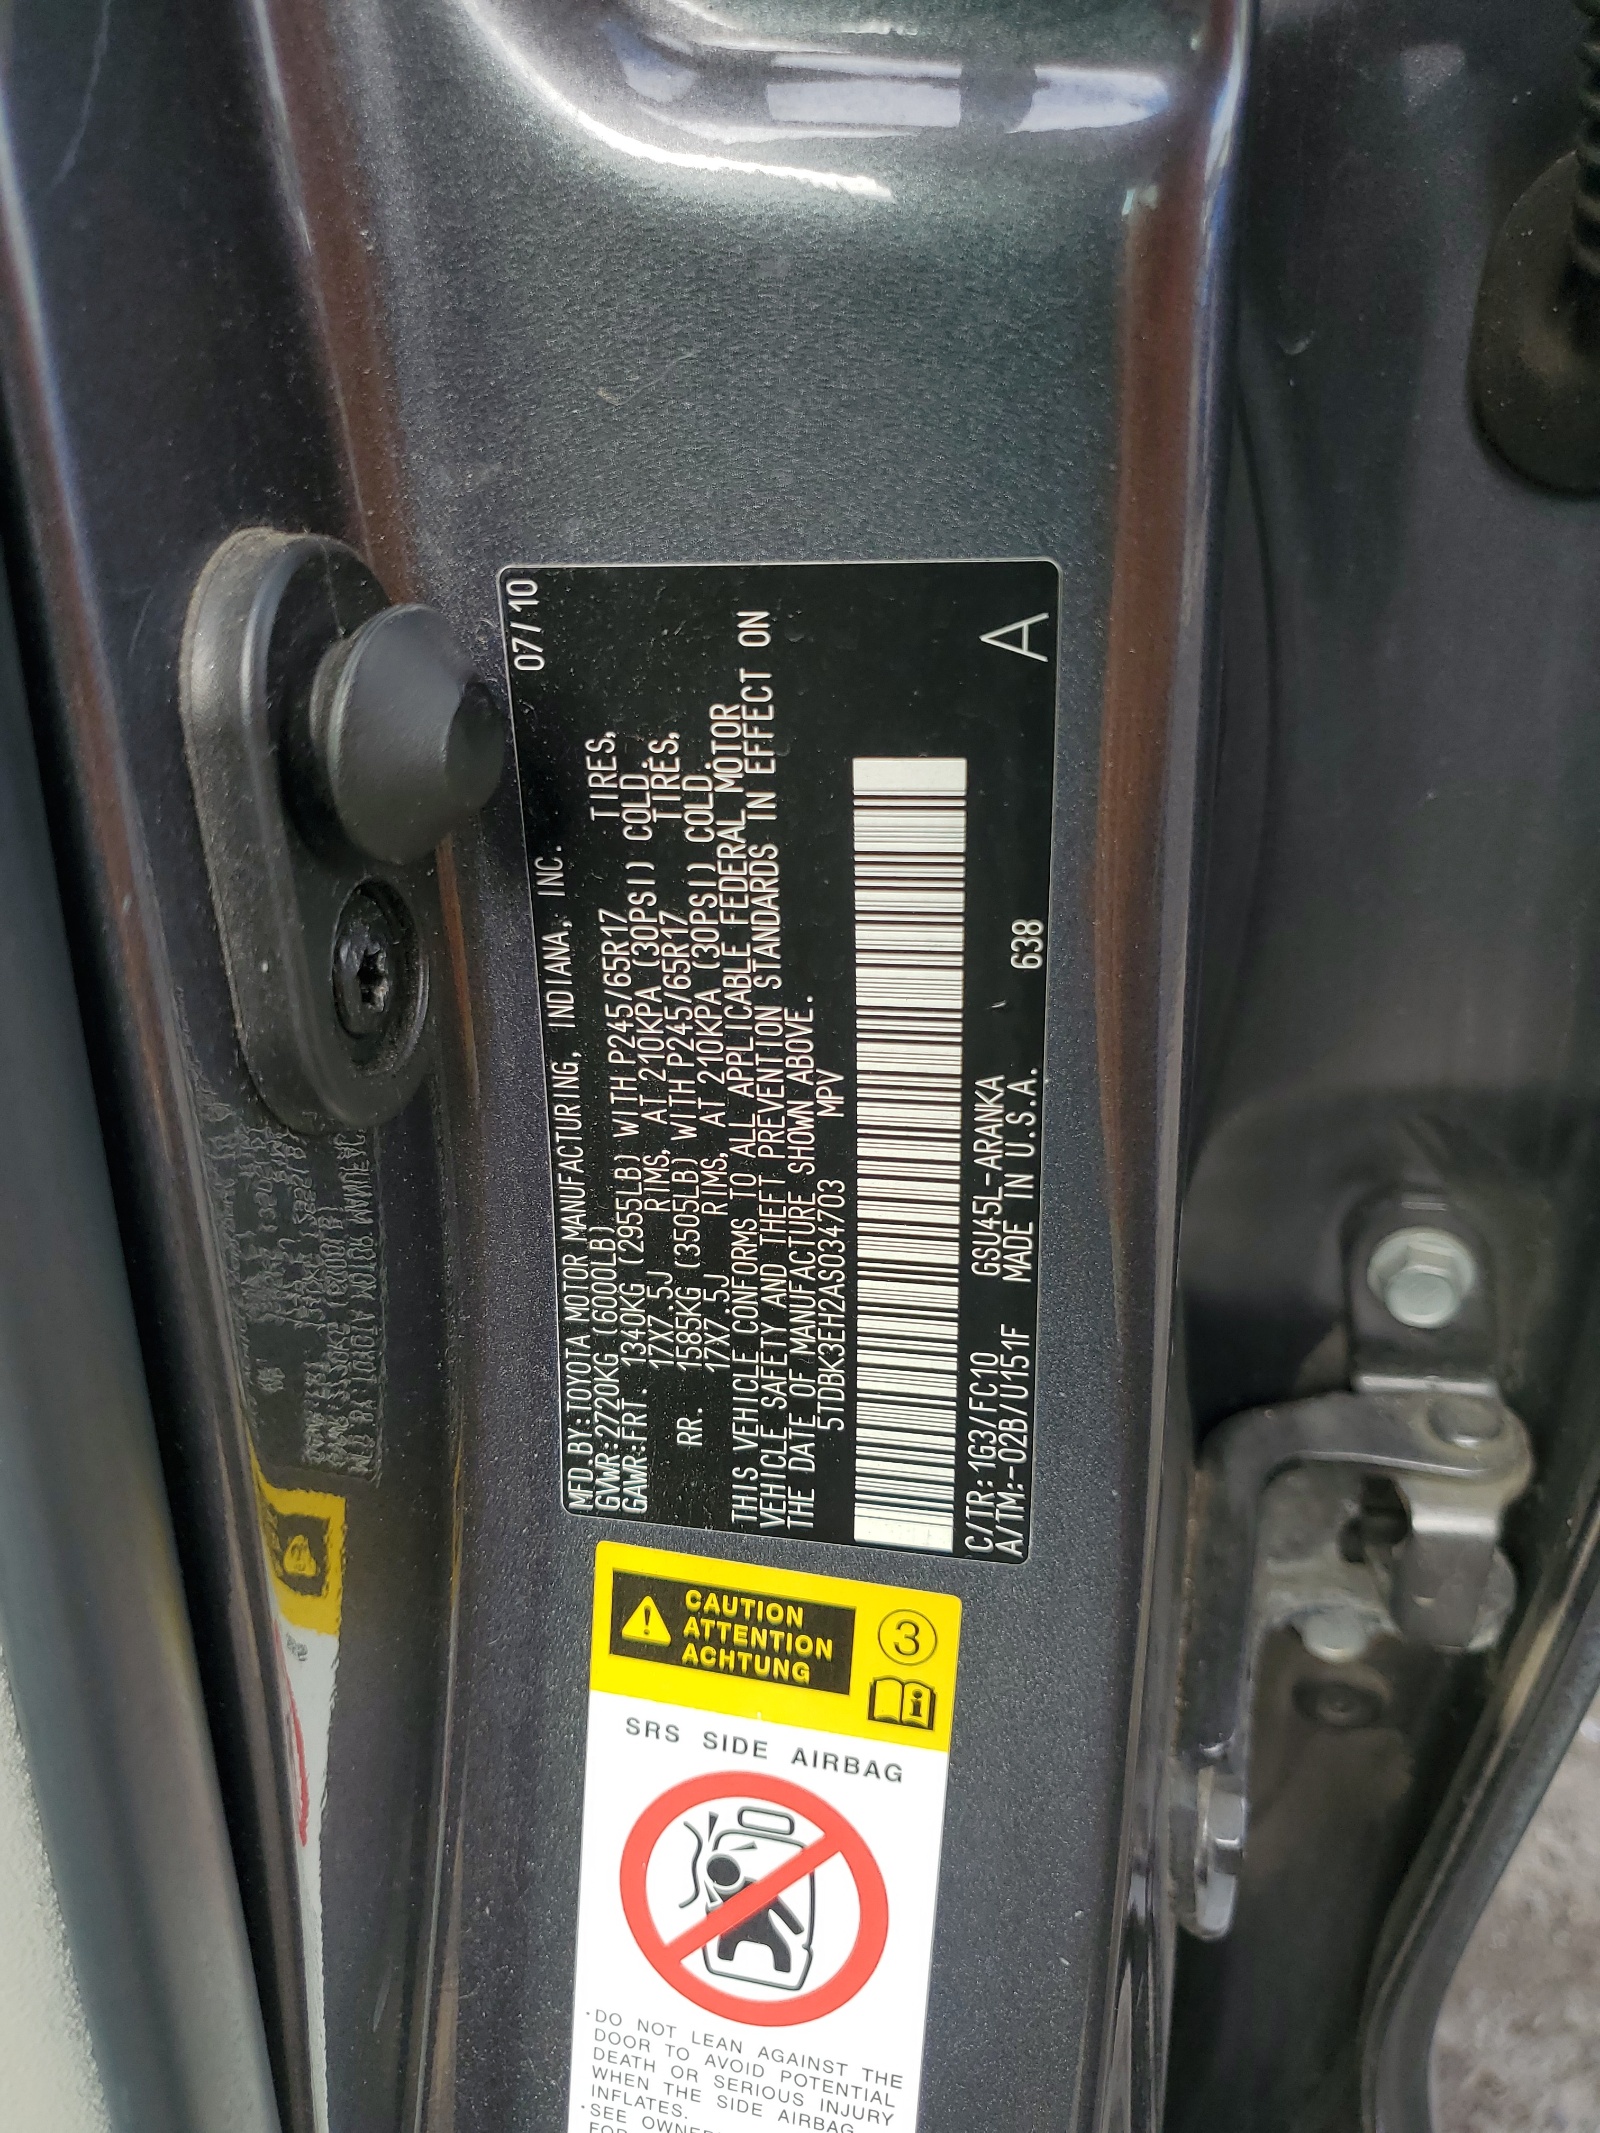 07/10
MFD.BY:TOYOTA MOTOR MANUFACTURING, INDIANA, INC.
GVWR:2720KG (6000LB)
GAWR:FRT. 1340KG (2955LB) WITH P245/65R17 TIRES,
17X7.5J RIMS, AT 210KPA (30PSI) COLD.
RR. 1585KG (3505LB) WITH P245/65R17 TIRES,
17X7.5J RIMS, AT 210KPA (30PSI) COLD.
THIS VEHICLE CONFORMS TO ALL APPLICABLE FEDERAL MOTOR
VEHICLE SAFETY AND THEFT PREVENTION STANDARDS IN EFFECT ON
THE DATE OF MANUFACTURE SHOWN ABOVE.
5TDBK3EH2AS034703 MPV
C/TR:1G3/FC10 GSU45L-ARANKA
A/TM:-02B/U151F MADE IN U.S.A. 638
A
CAUTION
ATTENTION
ACHTUNG
3
SRS SIDE AIRBAG
·DO NOT LEAN AGAINST THE
DOOR TO AVOID POTENTIAL
DEATH OR SERIOUS INJURY
WHEN THE SIDE AIRBAG
INFLATES.
·SEE